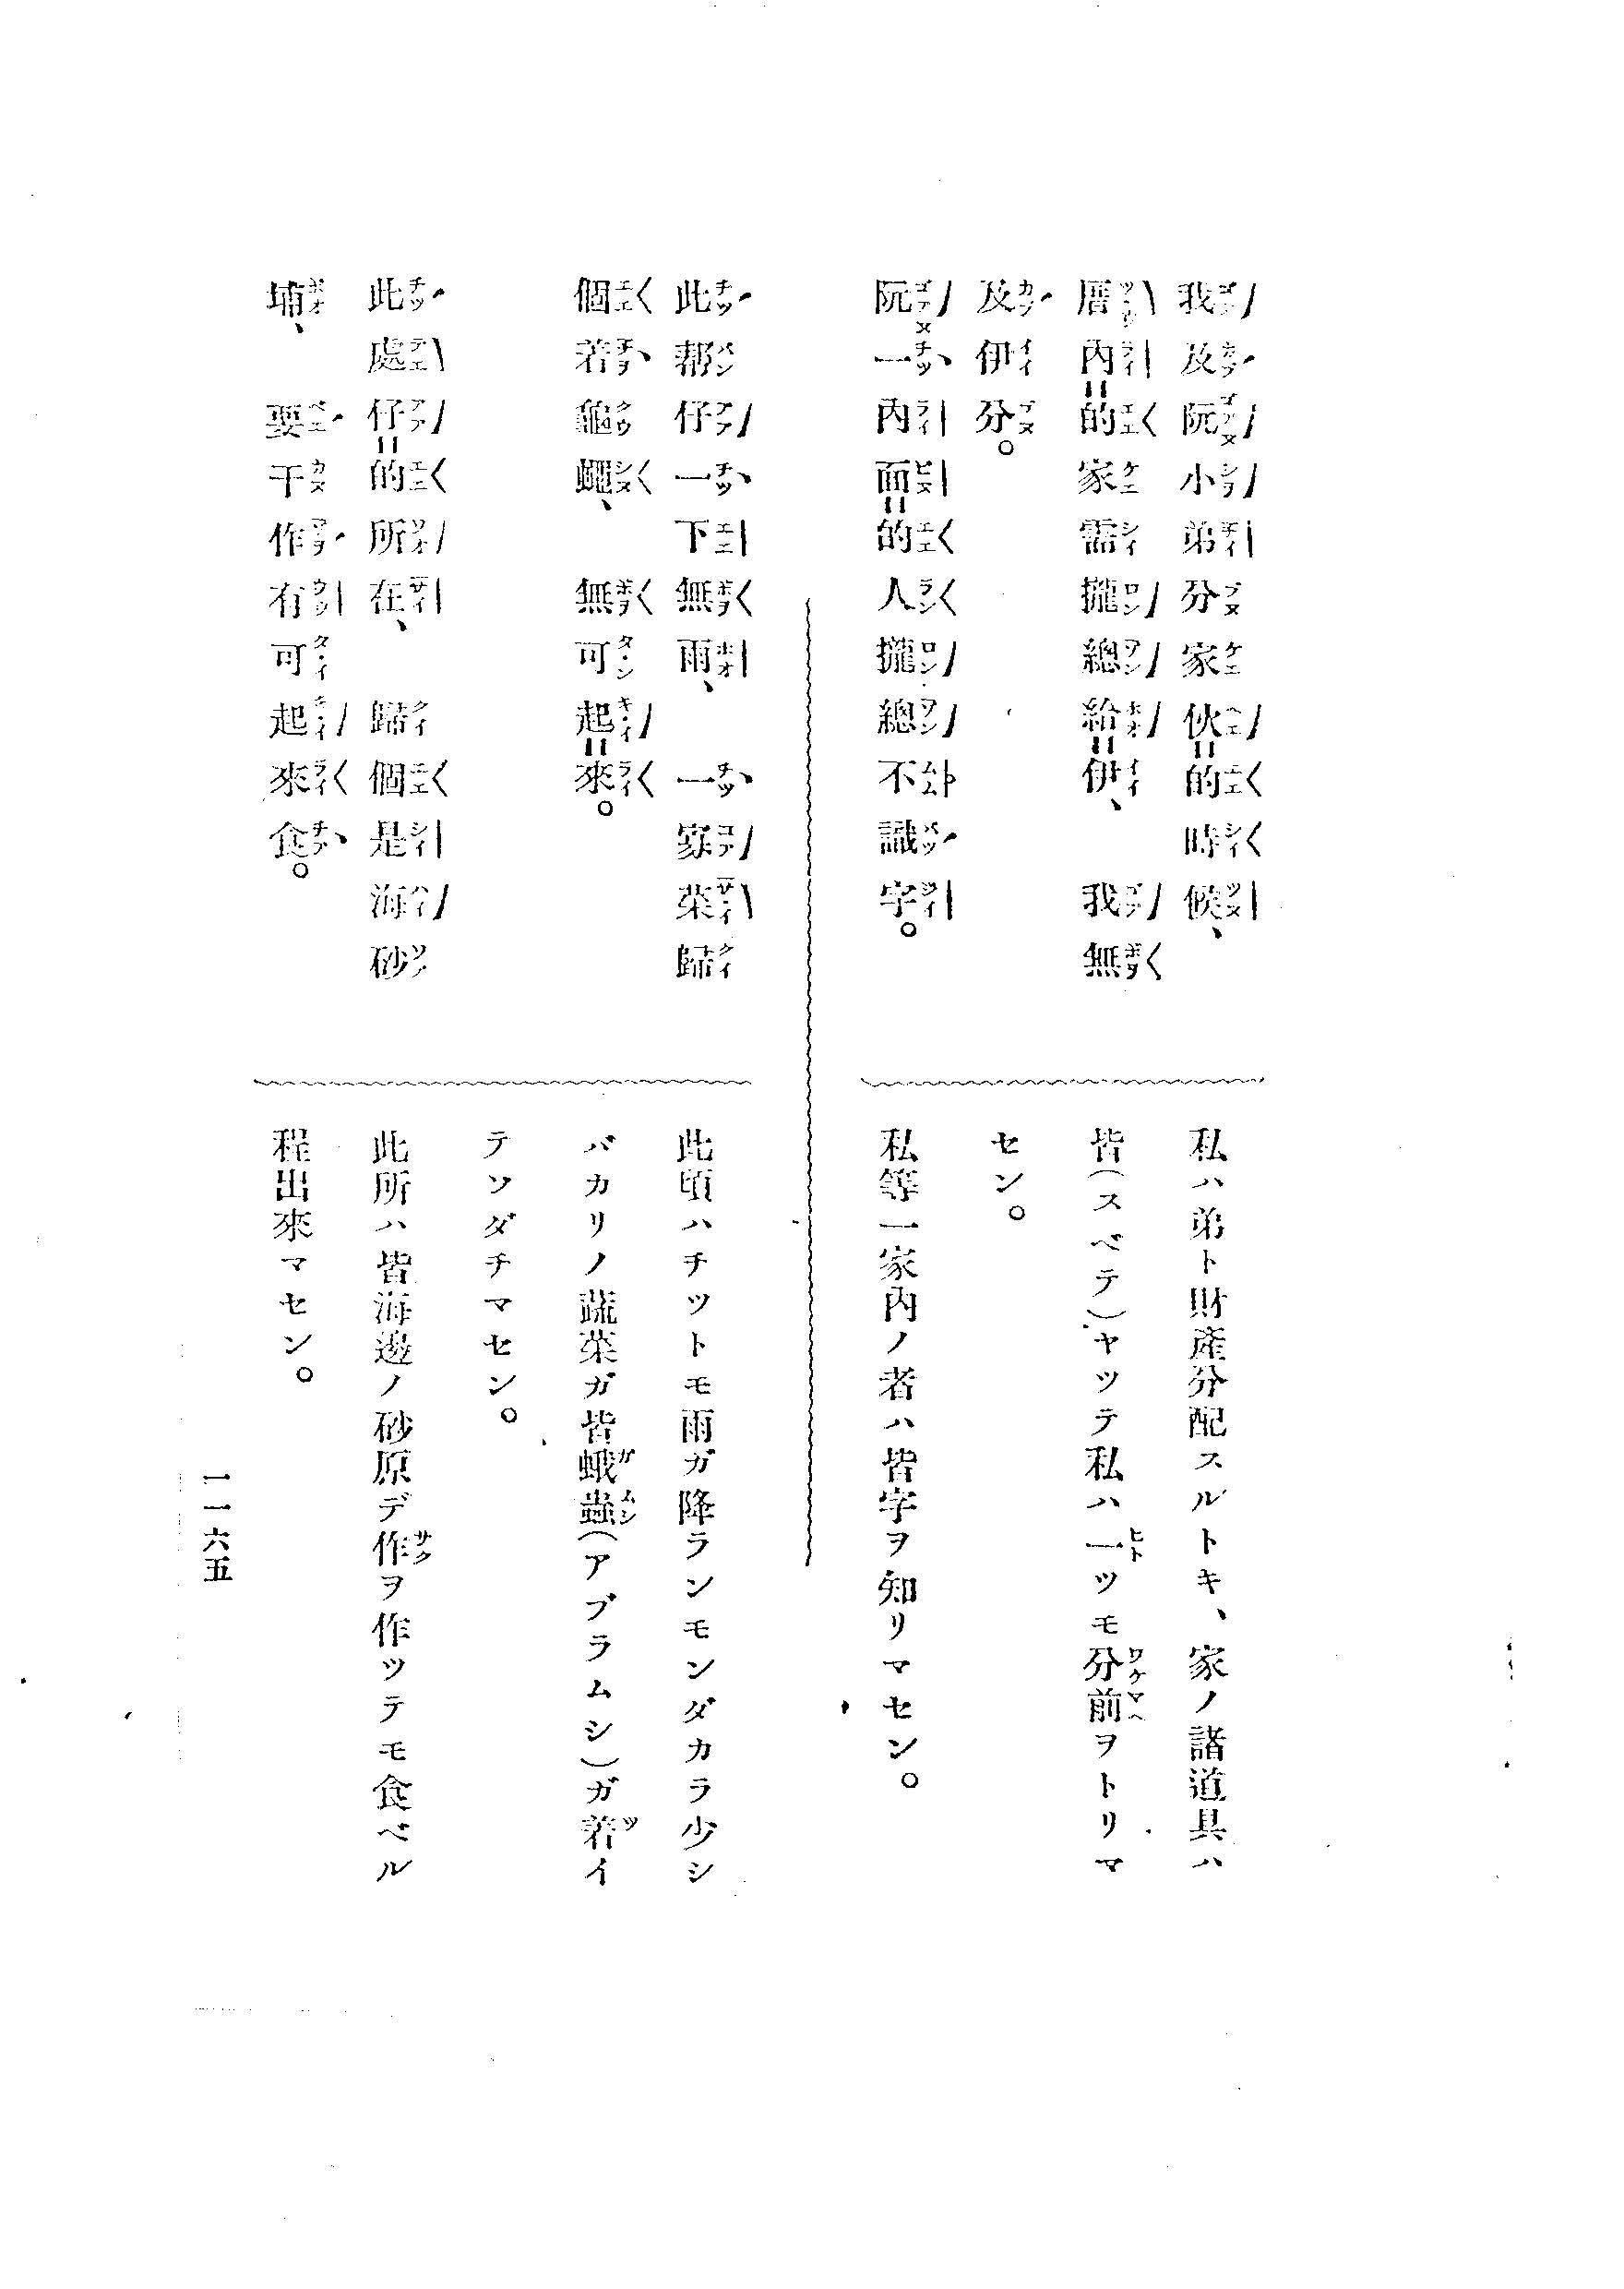 我及阮小弟分家伙=的時候、
厝內=的家需攏總給=伊、我無
及伊分。
阮一內面=的人攏總不識字。
私ハ弟ト財產分配スルトキ、家ノ諸道具ハ
皆(スベテ)ヤッテ私ハ一ツモ分前ヲトリマ
セン。
私等一家內ノ者ハ皆字ヲ知リマセン。
此帮仔一下無雨、一寡菜歸
個若龜蠅、無可起=來。
此處仔=的所在、歸個是海砂
埔、要干作有可起來食。
此頃ハチットモ雨ガ降ランモンダカラ少シ
バカリノ蔬菜ガ皆蛾蟲(アブラムシ)ガ着イ
テソダチマセン。
此所ハ皆海邊ノ砂原デ作ヲ作ッテモ食ベル
程出來マセン。
一一六五